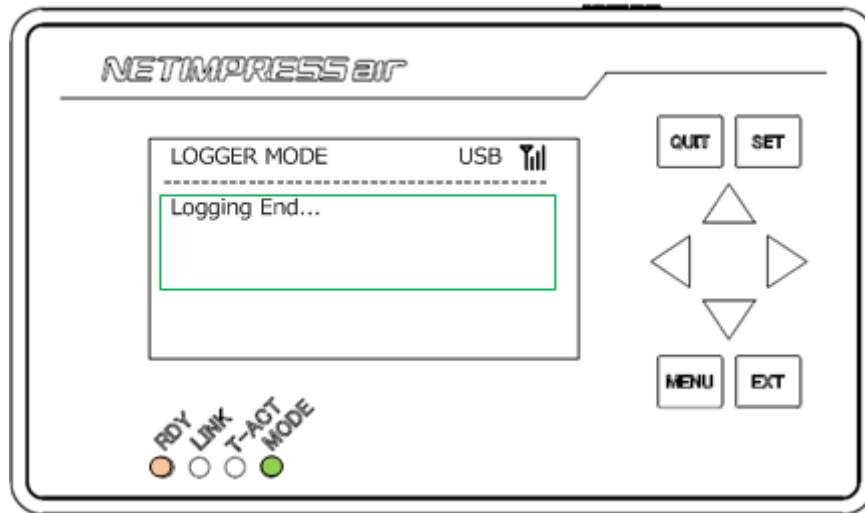 NETIMPRESS air
LOGGER MODE USB
Logging End...
QUIT SET
MENU EXT
RDY LINK T-ACT MODE